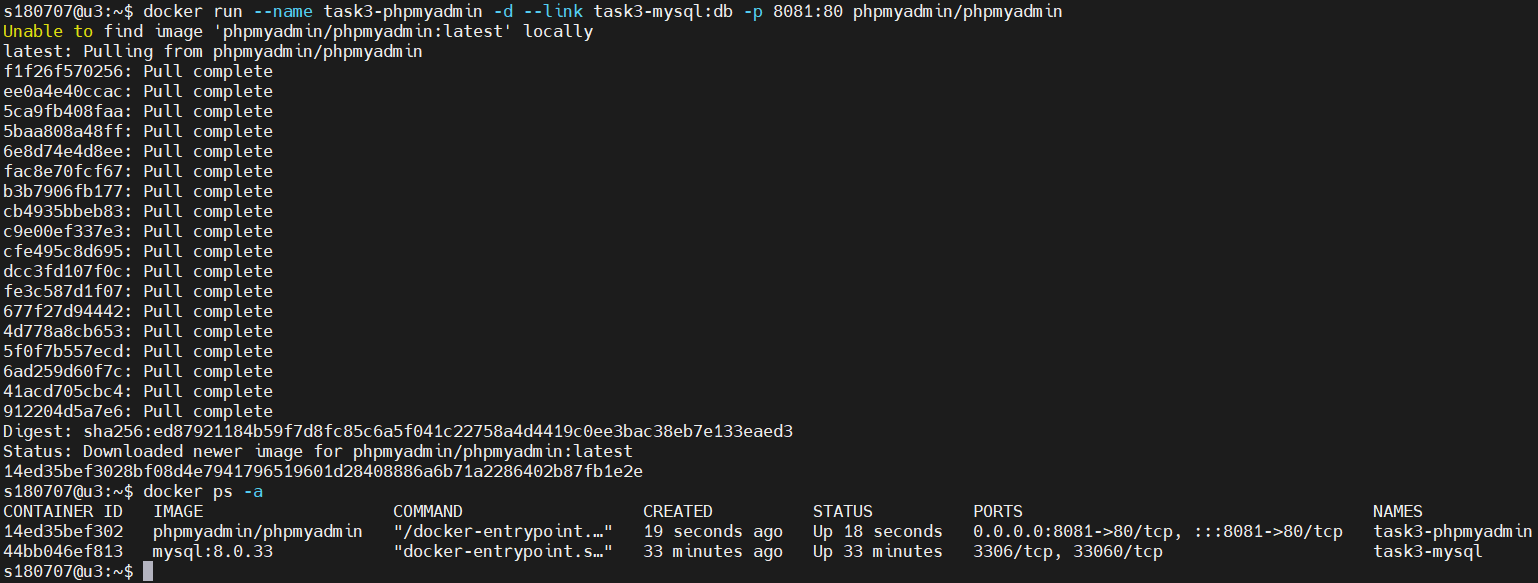 s180707@u3:~$ docker run --name task3-phpmyadmin -d --link task3-mysql:db -p 8081:80 phpmyadmin/phpmyadmin
Unable to find image 'phpmyadmin/phpmyadmin:latest' locally
latest: Pulling from phpmyadmin/phpmyadmin
f1f26f570256: Pull complete
ee0a4e40ccac: Pull complete
5ca9fb408faa: Pull complete
5baa808a48ff: Pull complete
6e8d74e4d8ee: Pull complete
fac8e70fcf67: Pull complete
b3b7906fb177: Pull complete
cb4935bbeb83: Pull complete
c9e00ef337e3: Pull complete
cfe495c8d695: Pull complete
dcc3fd107f0c: Pull complete
fe3c587d1f07: Pull complete
677f27d94442: Pull complete
4d778a8cb653: Pull complete
5f0f7b557ecd: Pull complete
6ad259d60f7c: Pull complete
41acd705cbc4: Pull complete
912204d5a7e6: Pull complete
Digest: sha256:ed87921184b59f7d8fc85c6a5f041c22758a4d4419c0ee3bac38eb7e133eaed3
Status: Downloaded newer image for phpmyadmin/phpmyadmin:latest
14ed35bef3028bf08d4e7941796519601d28408886a6b71a2286402b87fb1e2e
s180707@u3:~$ docker ps -a
CONTAINER ID   IMAGE                   COMMAND                  CREATED          STATUS          PORTS                                   NAMES
14ed35bef302   phpmyadmin/phpmyadmin   "/docker-entrypoint.…"   19 seconds ago   Up 18 seconds   0.0.0.0:8081->80/tcp, :::8081->80/tcp   task3-phpmyadmin
44bb046ef813   mysql:8.0.33            "docker-entrypoint.s…"   33 minutes ago   Up 33 minutes   3306/tcp, 33060/tcp                     task3-mysql
s180707@u3:~$